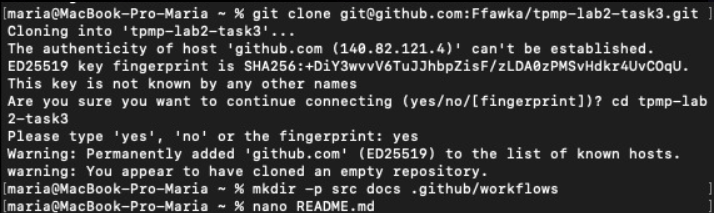 [maria@MacBook-Pro-Maria ~ % git clone git@github.com:Ffawka/tpmp-lab2-task3.git ]
Cloning into 'tpmp-lab2-task3'...
The authenticity of host 'github.com (140.82.121.4)' can't be established.
ED25519 key fingerprint is SHA256:+DiY3wvvV6TuJJhbpZisF/zLDA0zPMSvHdkr4UvCOqU.
This key is not known by any other names
Are you sure you want to continue connecting (yes/no/[fingerprint])? cd tpmp-lab
2-task3
Please type 'yes', 'no' or the fingerprint: yes
Warning: Permanently added 'github.com' (ED25519) to the list of known hosts.
warning: You appear to have cloned an empty repository.
[maria@MacBook-Pro-Maria ~ % mkdir -p src docs .github/workflows ]
[maria@MacBook-Pro-Maria ~ % nano README.md ]